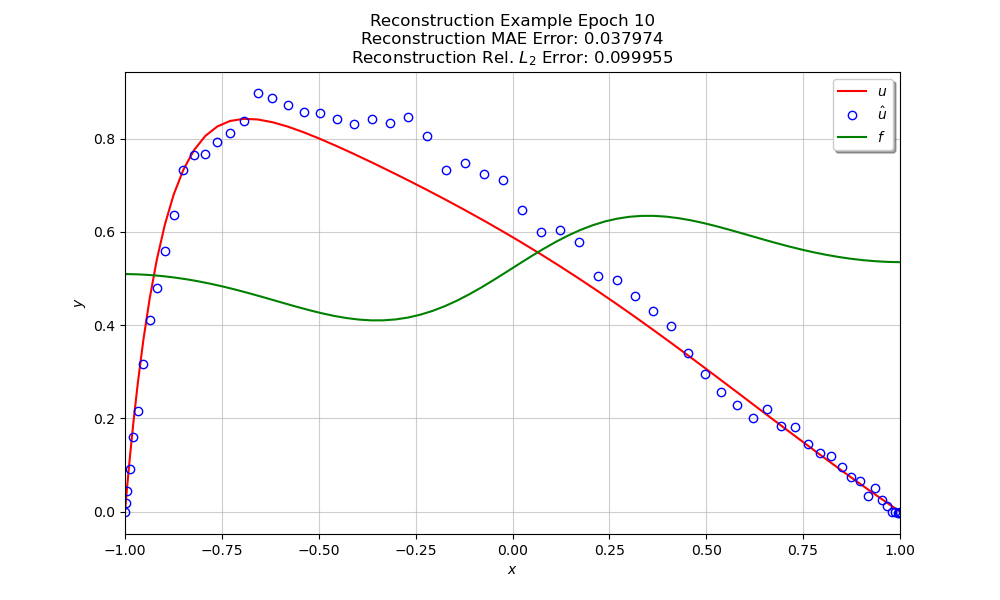 Reconstruction Example Epoch 10
Reconstruction MAE Error: 0.037974
Reconstruction Rel. L₂ Error: 0.099955
u
û
f
0.8
0.6
0.4
0.2
0.0
y
−1.00 −0.75 −0.50 −0.25 0.00 0.25 0.50 0.75 1.00
x